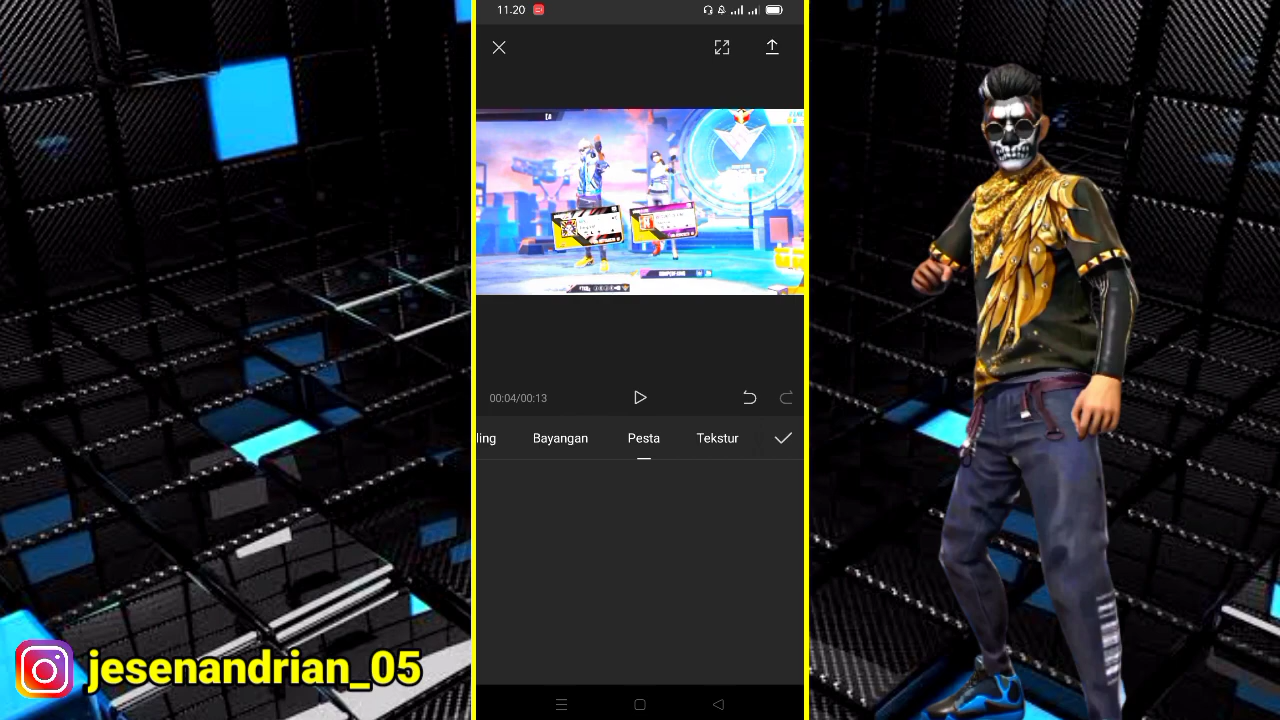 11.20
00:04/00:13
ling
Bayangan
Pesta
Tekstur
jesenandrian_05